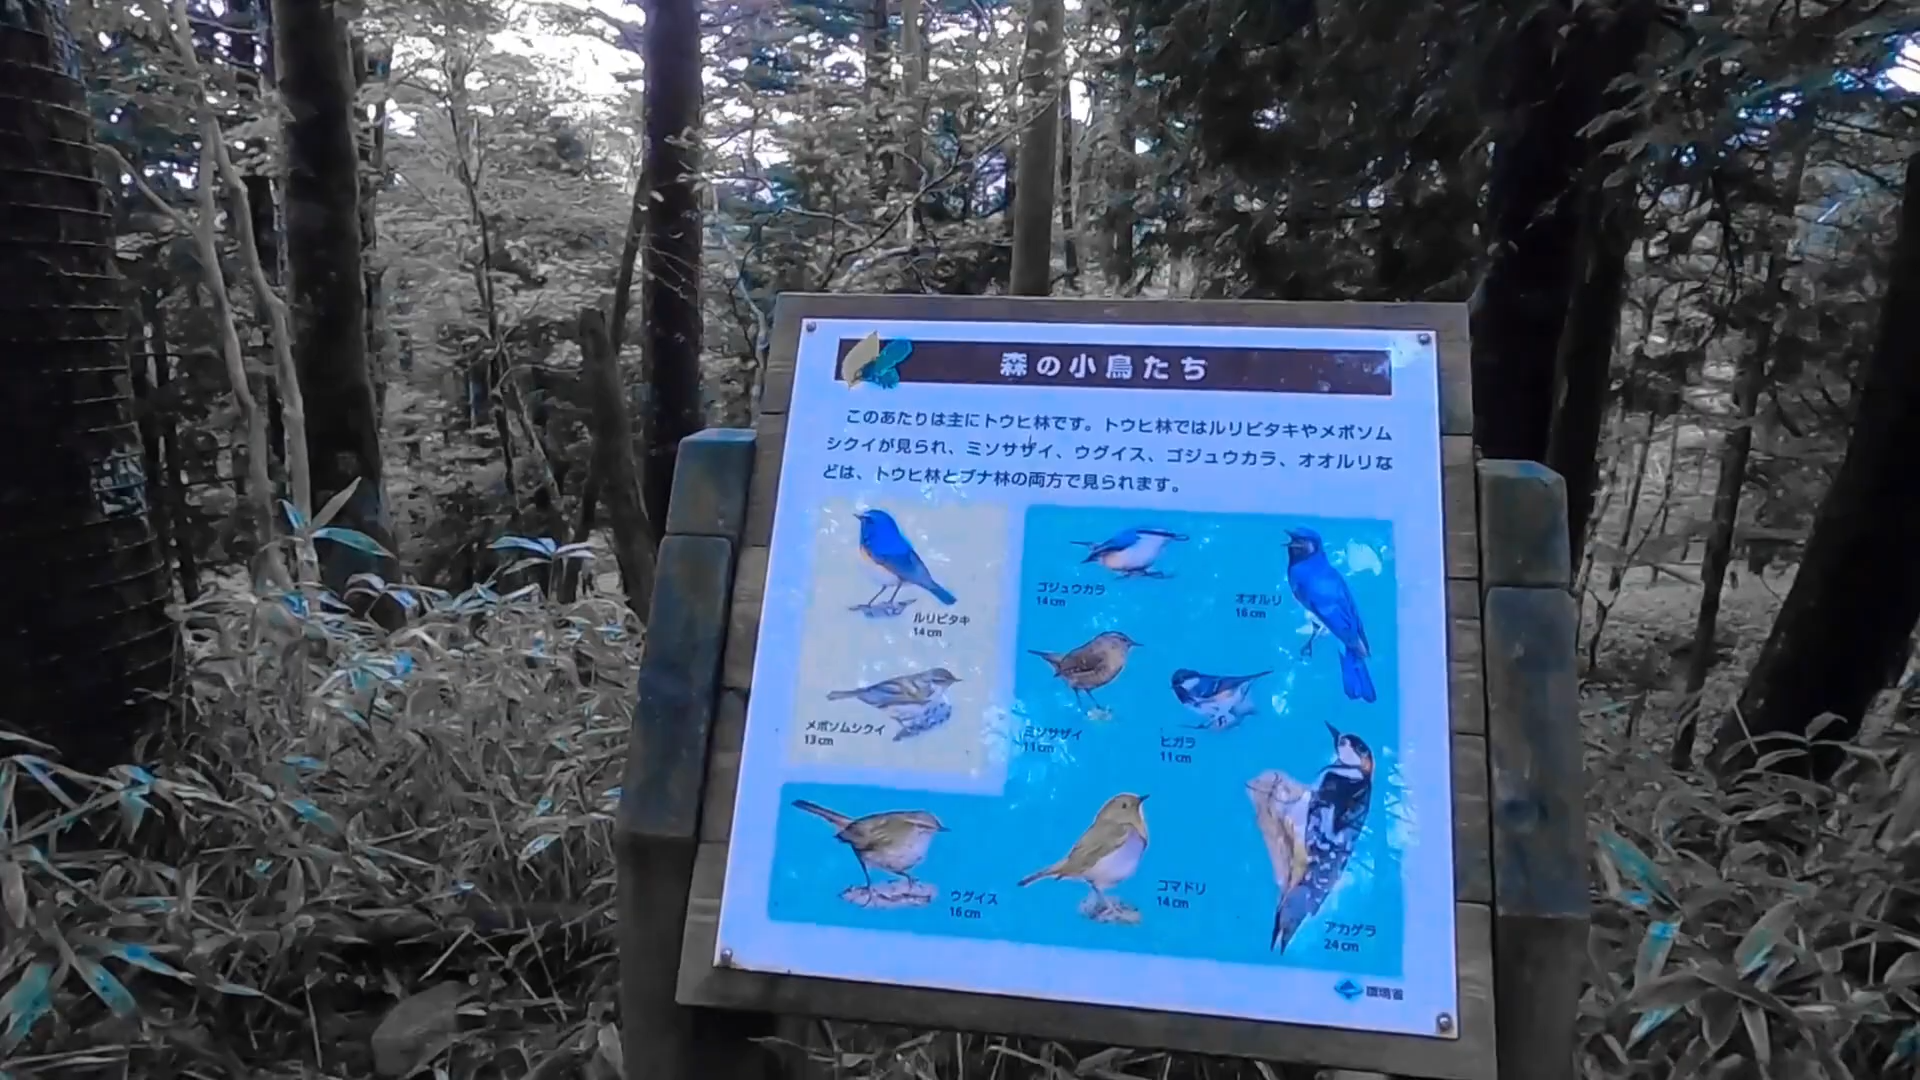 森の小鳥たち
このあたりは主にトウヒ林です。トウヒ林ではルリビタキやメボソム
シクイが見られ、ミソサザイ、ウグイス、ゴジュウカラ、オオルリな
どは、トウヒ林とブナ林の両方で見られます。
ルリビタキ
14cm
ゴジュウカラ
14cm
オオルリ
16cm
メボソムシクイ
13cm
ミソサザイ
11cm
ヒガラ
11cm
ウグイス
16cm
コマドリ
14cm
アカゲラ
24cm
環境省